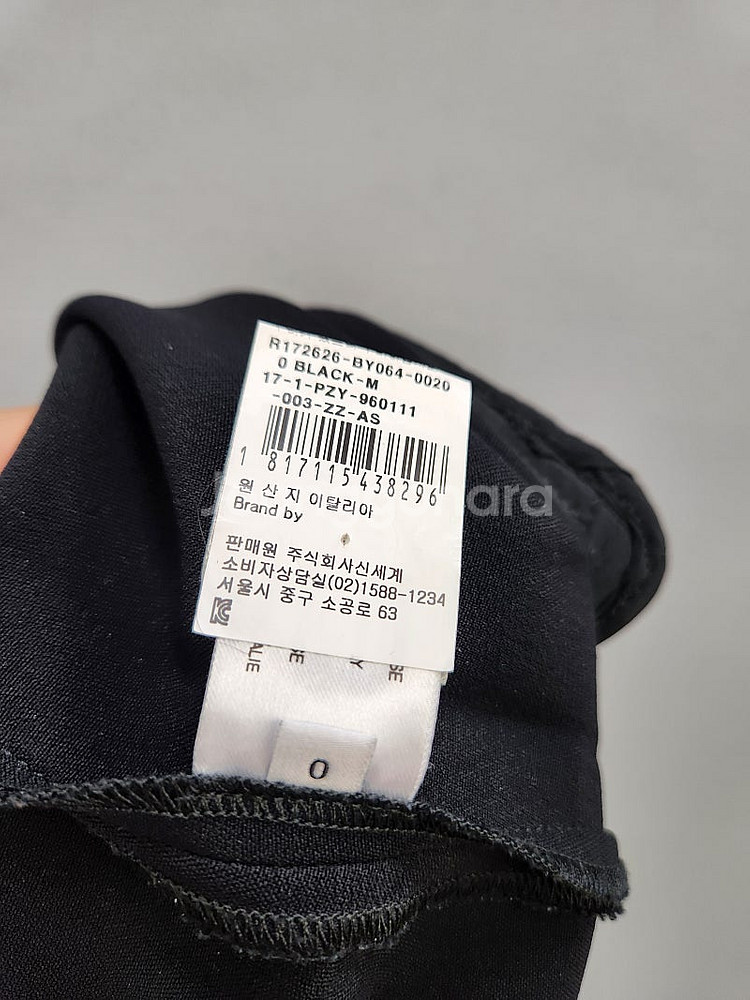 R172626-BY064-0020
0 BLACK-M
17-1-PZY-960111
-003-ZZ-AS
1 817115 438296
원 산 지 이탈리아
Brand by
판매원 주식회사신세계
소비자상담실(02)1588-1234
서울시 중구 소공로 63
0